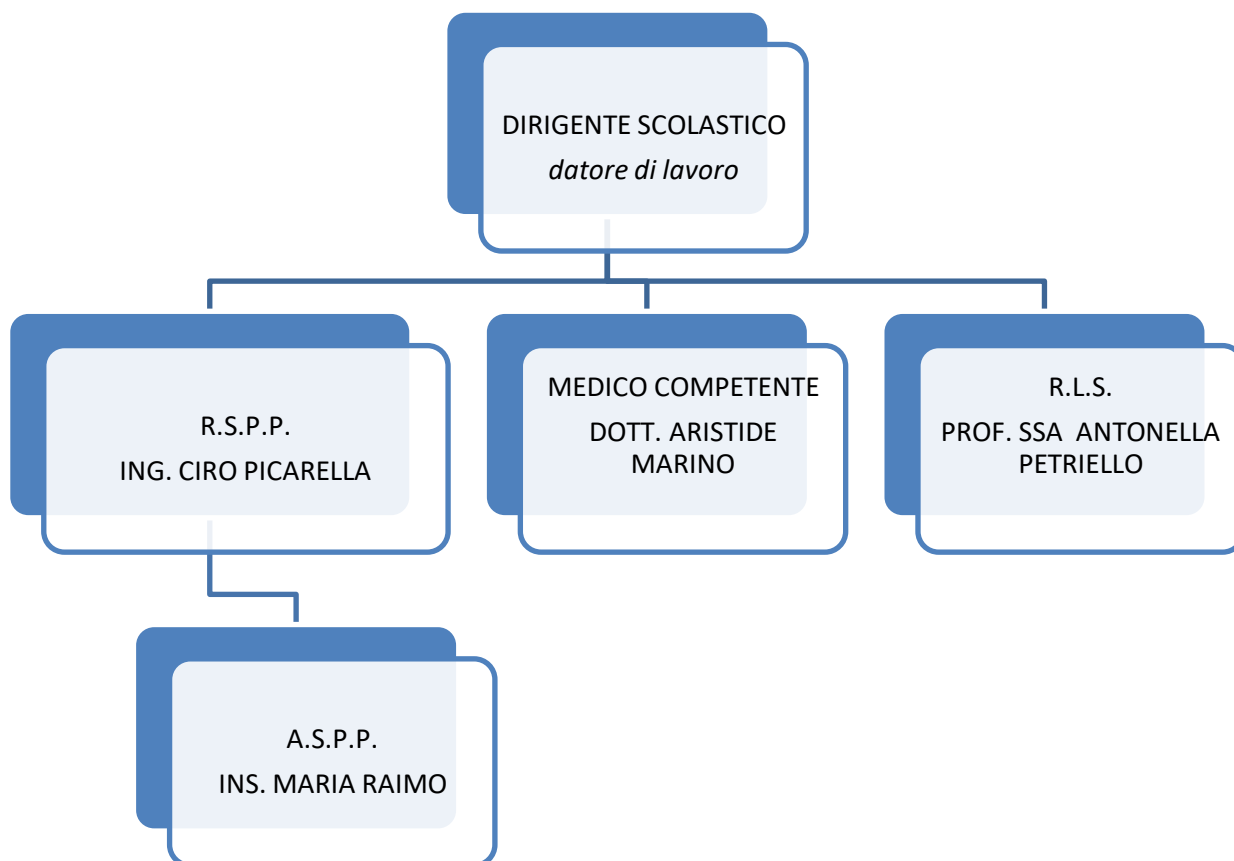 DIRIGENTE SCOLASTICO
datore di lavoro
R.S.P.P.
ING. CIRO PICARELLA
MEDICO COMPETENTE
DOTT. ARISTIDE
MARINO
R.L.S.
PROF. SSA  ANTONELLA
PETRIELLO
A.S.P.P.
INS. MARIA RAIMO